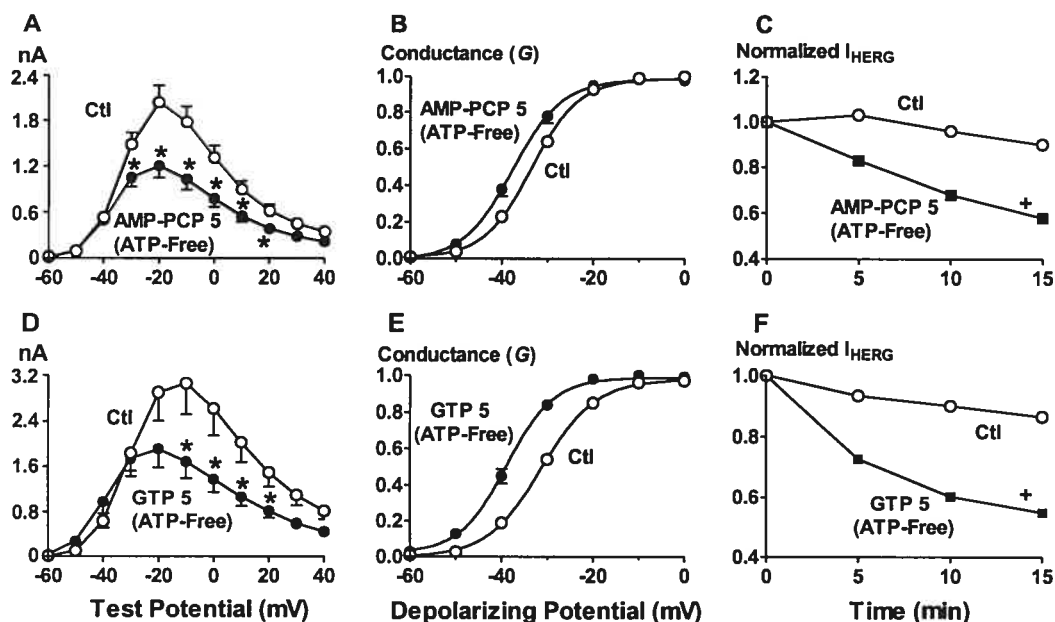 A
nA
2.4
1.8
1.2
0.6
0
Ctl
* * * * * *
AMP-PCP 5
(ATP-Free)
-60 -40 -20 0 20 40
B
Conductance (G)
1.0
0.8
0.6
0.4
0.2
0.0
AMP-PCP 5
(ATP-Free)
Ctl
-60 -40 -20 0
C
Normalized I_HERG
1.2
1.0
0.8
0.6
0.4
Ctl
+
AMP-PCP 5
(ATP-Free)
0 5 10 15
D
nA
3.2
2.4
1.6
0.8
0
Ctl
* * * *
GTP 5
(ATP-Free)
-60 -40 -20 0 20 40
Test Potential (mV)
E
Conductance (G)
1.0
0.8
0.6
0.4
0.2
0.0
GTP 5
(ATP-Free)
Ctl
-60 -40 -20 0
Depolarizing Potential (mV)
F
Normalized I_HERG
1.0
0.8
0.6
0.4
Ctl
+
GTP 5
(ATP-Free)
0 5 10 15
Time (min)